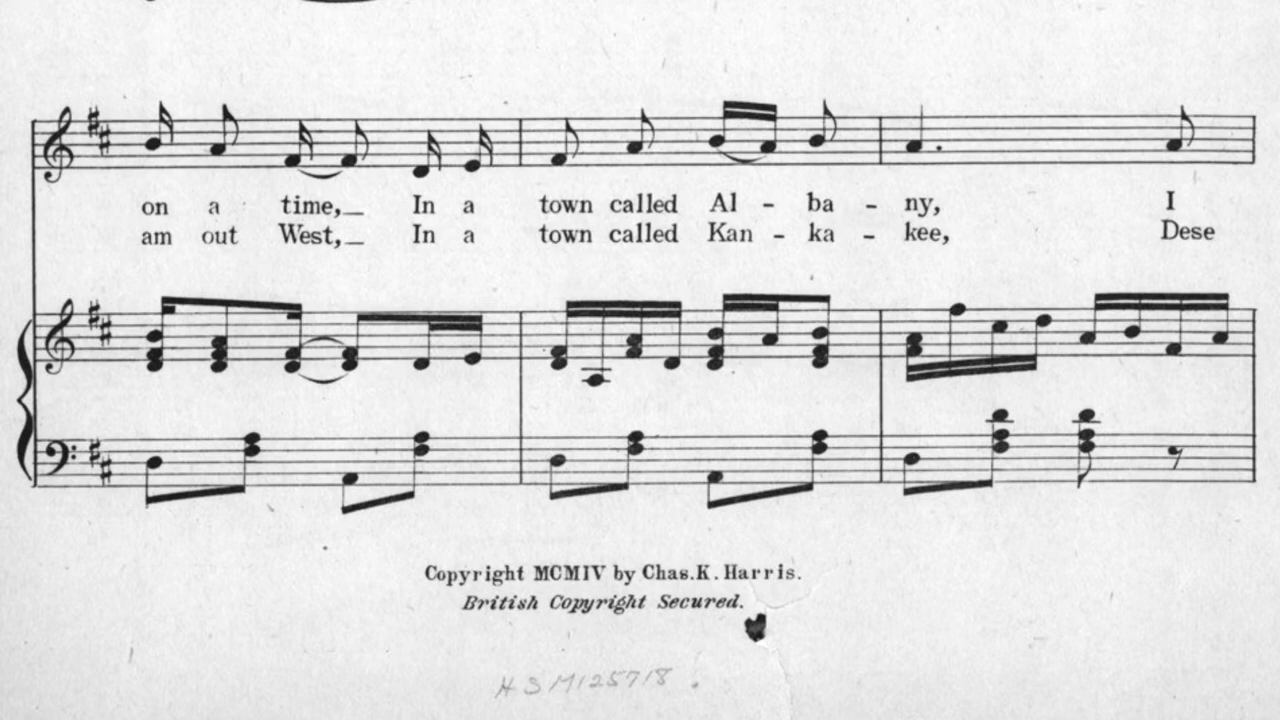 on a time,_ In a town called Al - ba - ny, I
am out West,_ In a town called Kan - ka - kee, Dese
Copyright MCMIV by Chas. K. Harris.
British Copyright Secured.
HSM125718